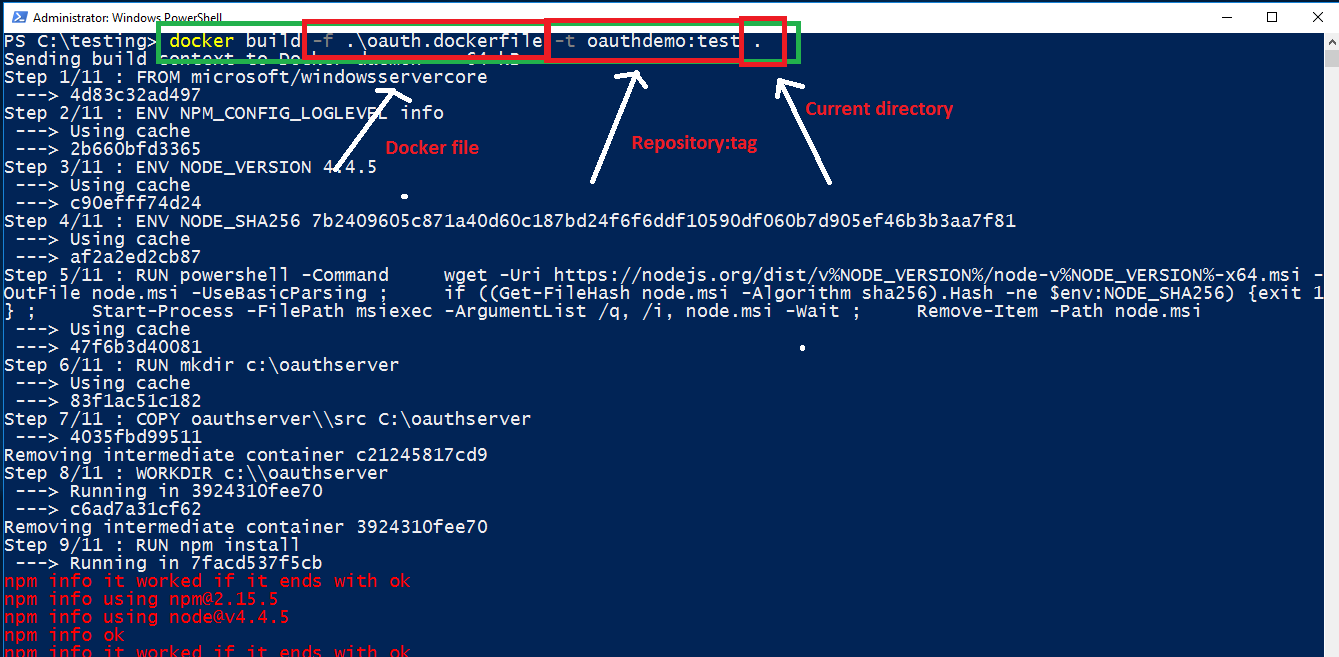 Administrator: Windows PowerShell
PS C:\testing> docker build -f .\oauth.dockerfile -t oauthdemo:test .
Sending build context to Docker daemon 64 kB
Step 1/11 : FROM microsoft/windowsservercore
---> 4d83c32ad497
Current directory
Step 2/11 : ENV NPM_CONFIG_LOGLEVEL info
---> Using cache
Docker file
Repository:tag
---> 2b660bfd3365
Step 3/11 : ENV NODE_VERSION 4.4.5
---> Using cache
---> c90efff74d24
Step 4/11 : ENV NODE_SHA256 7b2409605c871a40d60c187bd24f6f6ddf10590df060b7d905ef46b3b3aa7f81
---> Using cache
---> af2a2ed2cb87
Step 5/11 : RUN powershell -Command     wget -Uri https://nodejs.org/dist/v%NODE_VERSION%/node-v%NODE_VERSION%-x64.msi -
OutFile node.msi -UseBasicParsing ;     if ((Get-FileHash node.msi -Algorithm sha256).Hash -ne $env:NODE_SHA256) {exit 1
} ;     Start-Process -FilePath msiexec -ArgumentList /q, /i, node.msi -Wait ;     Remove-Item -Path node.msi
---> Using cache
---> 47f6b3d40081
Step 6/11 : RUN mkdir c:\oauthserver
---> Using cache
---> 83f1ac51c182
Step 7/11 : COPY oauthserver\\src C:\oauthserver
---> 4035fbd99511
Removing intermediate container c21245817cd9
Step 8/11 : WORKDIR c:\\oauthserver
---> Running in 3924310fee70
---> c6ad7a31cf62
Removing intermediate container 3924310fee70
Step 9/11 : RUN npm install
---> Running in 7facd537f5cb
npm info it worked if it ends with ok
npm info using npm@2.15.5
npm info using node@v4.4.5
npm info ok
npm info it worked if it ends with ok